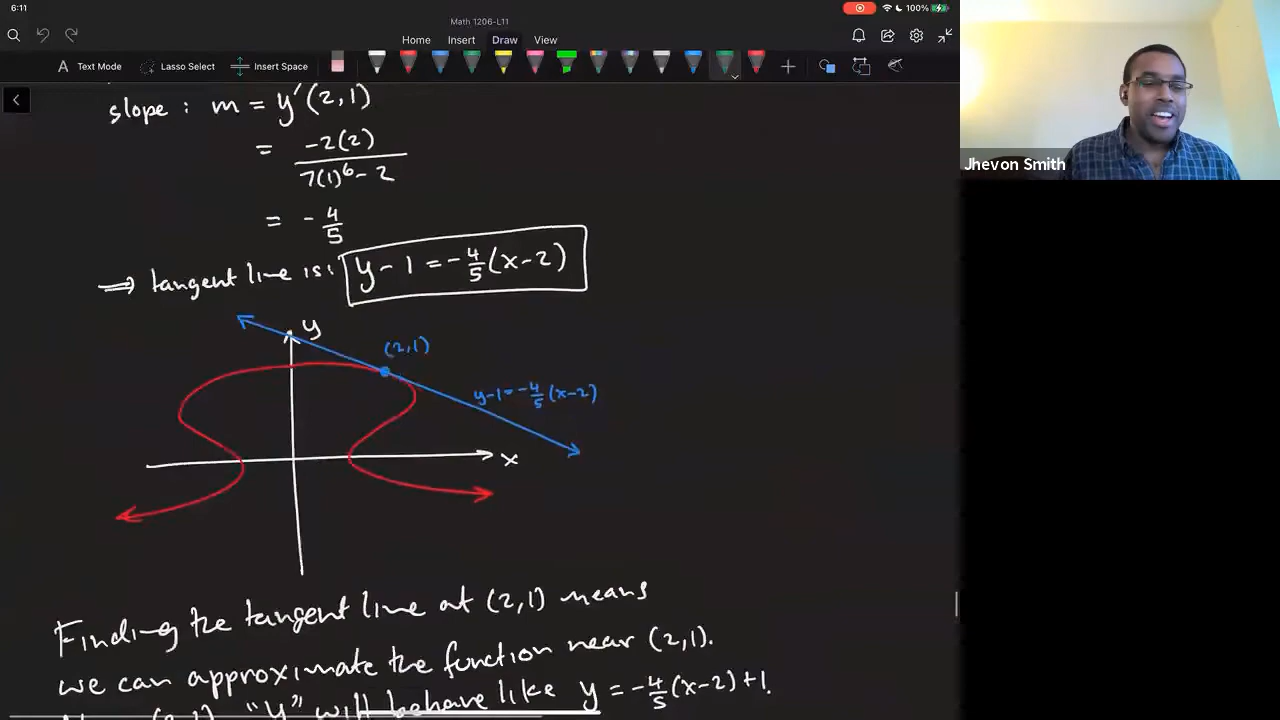 6:11
100%
Math 1206-L11
Home Insert Draw View
Text Mode Lasso Select Insert Space
slope : m = y'(2,1)
= -2(2) / 7(1)^6 - 2
= - 4/5
⟹ tangent line is: y - 1 = - 4/5 (x-2)
y
(2,1)
y-1 = - 4/5 (x-2)
x
Finding the tangent line at (2,1) means
we can approximate the function near (2,1).
(2,1) "y" will behave like y = - 4/5 (x-2) + 1.
Jhevon Smith